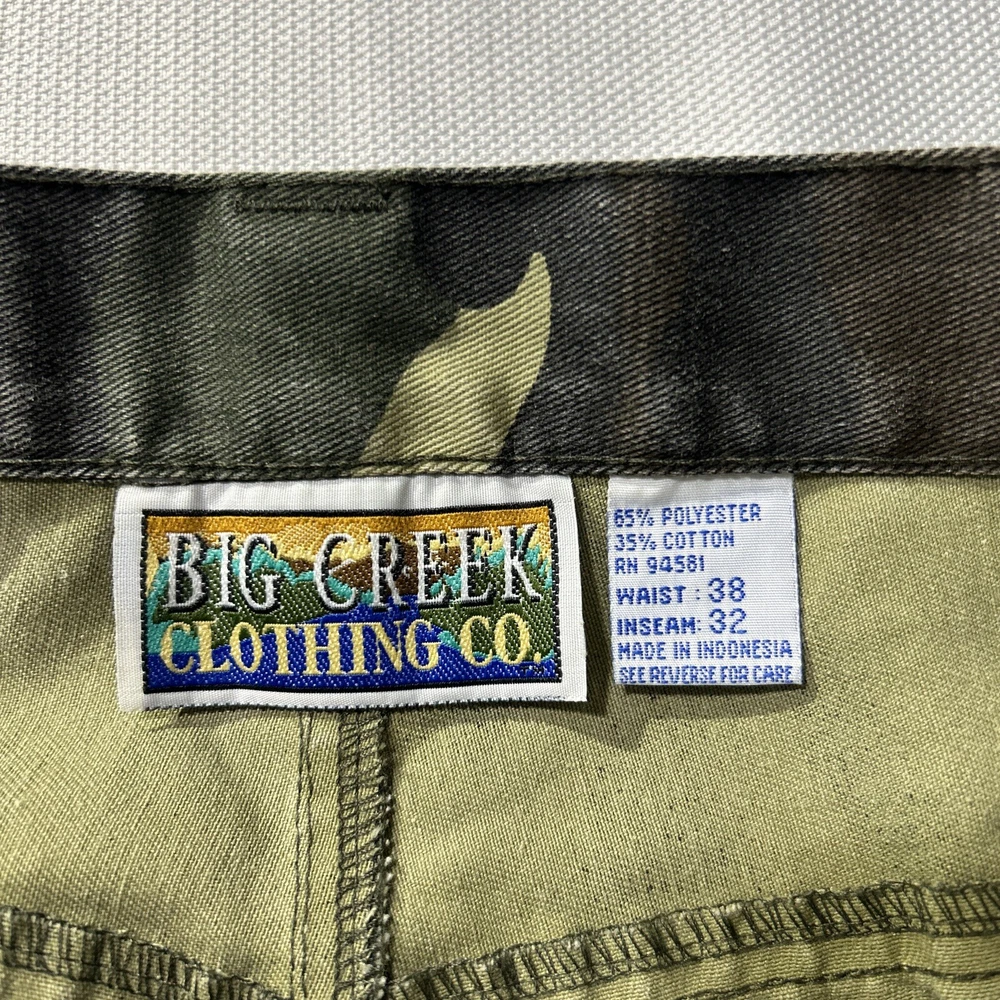 BIG CREEK
CLOTHING CO.
65% POLYESTER
35% COTTON
RN 94581
WAIST : 38
INSEAM: 32
MADE IN INDONESIA
SEE REVERSE FOR CARE